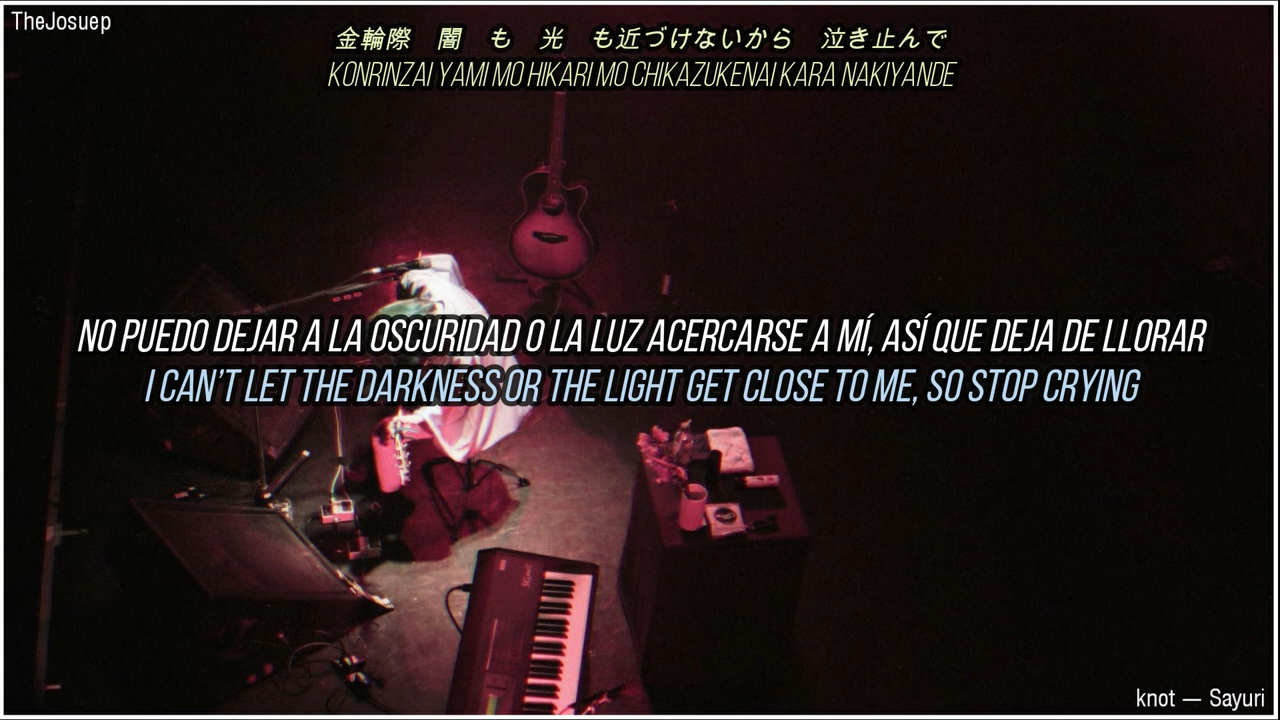 TheJosuep
金輪際 闇 も 光 も近づけないから 泣き止んで
KONRINZAI YAMI MO HIKARI MO CHIKAZUKENAI KARA NAKIYANDE
NO PUEDO DEJAR A LA OSCURIDAD O LA LUZ ACERCARSE A MÍ, ASÍ QUE DEJA DE LLORAR
I CAN'T LET THE DARKNESS OR THE LIGHT GET CLOSE TO ME, SO STOP CRYING
knot — Sayuri